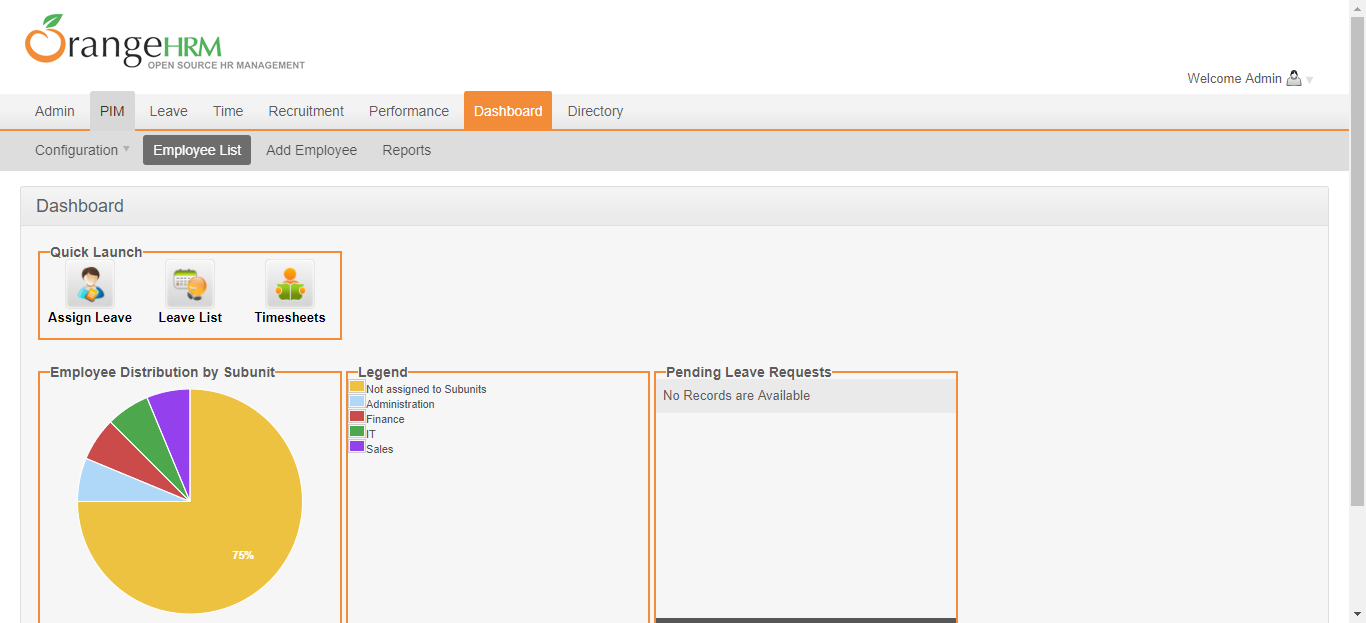 OrangeHRM
OPEN SOURCE HR MANAGEMENT
Welcome Admin
Admin PIM Leave Time Recruitment Performance Dashboard Directory
Configuration Employee List Add Employee Reports
Dashboard
Quick Launch
Assign Leave Leave List Timesheets
Employee Distribution by Subunit
75%
Legend
Not assigned to Subunits
Administration
Finance
IT
Sales
Pending Leave Requests
No Records are Available